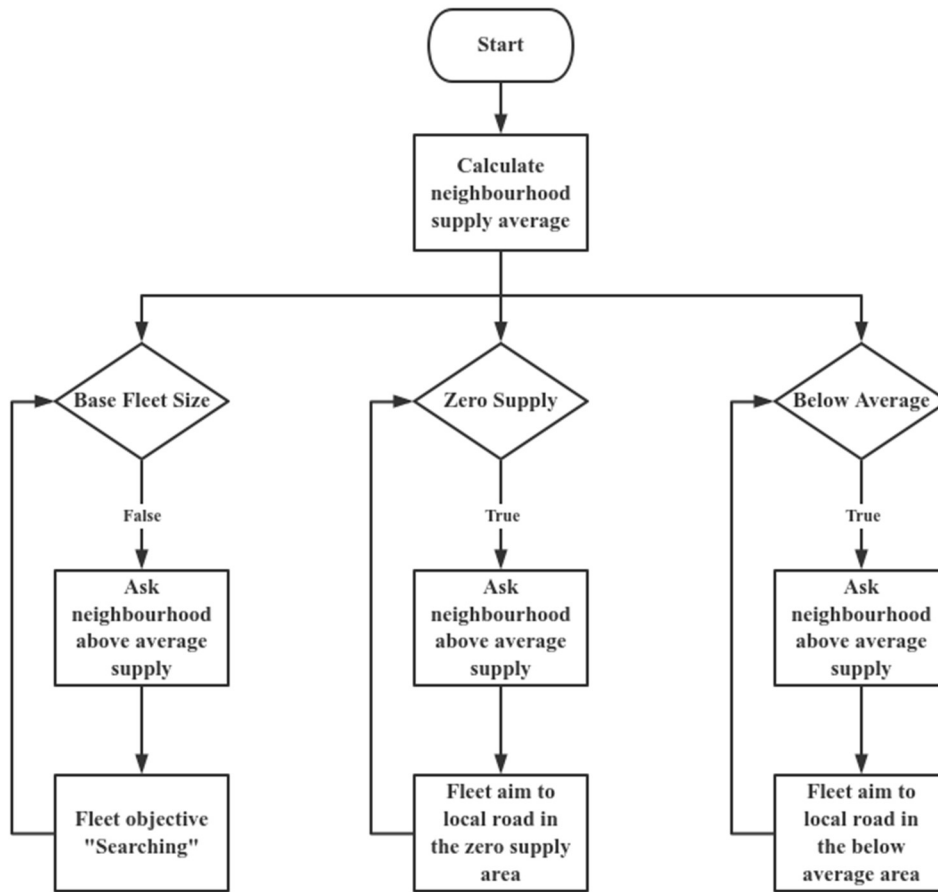 Start
Calculate
neighbourhood
supply average
Base Fleet Size
Zero Supply
Below Average
False
True
True
Ask
neighbourhood
above average
supply
Ask
neighbourhood
above average
supply
Ask
neighbourhood
above average
supply
Fleet objective
"Searching"
Fleet aim to
local road in
the zero supply
area
Fleet aim to
local road in
the below
average area